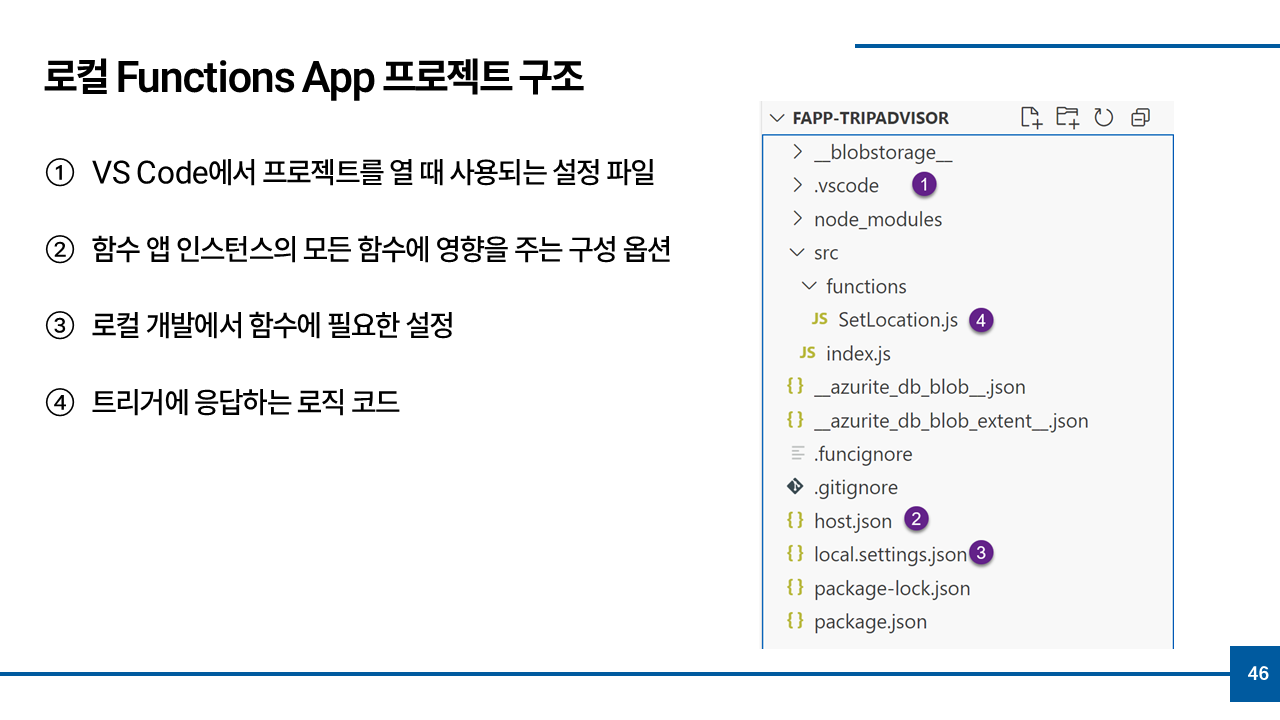 로컬 Functions App 프로젝트 구조
① VS Code에서 프로젝트를 열 때 사용되는 설정 파일
② 함수 앱 인스턴스의 모든 함수에 영향을 주는 구성 옵션
③ 로컬 개발에서 함수에 필요한 설정
④ 트리거에 응답하는 로직 코드
FAPP-TRIPADVISOR
__blobstorage__
.vscode 1
node_modules
src
functions
JS SetLocation.js 4
JS index.js
{} __azurite_db_blob__.json
{} __azurite_db_blob_extent__.json
.funcignore
.gitignore
{} host.json 2
{} local.settings.json 3
{} package-lock.json
{} package.json
46